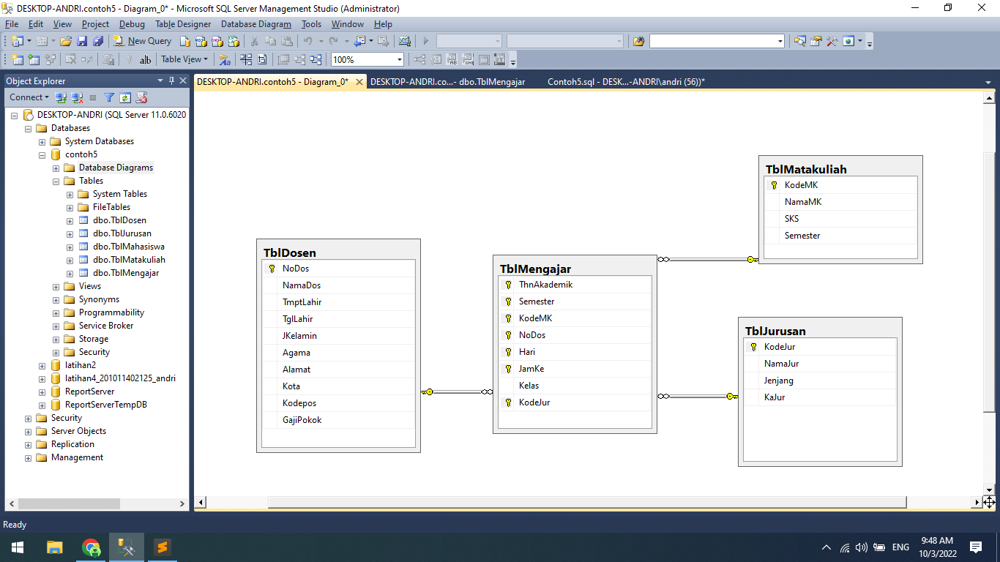 DESKTOP-ANDRI.contoh5 - Diagram_0* - Microsoft SQL Server Management Studio (Administrator)
File Edit View Project Debug Table Designer Database Diagram Tools Window Help
New Query
ab Table View 100%
Object Explorer
DESKTOP-ANDRI.contoh5 - Diagram_0* DESKTOP-ANDRI.co...- dbo.TblMengajar Contoh5.sql - DESK...-ANDRI\andri (56))*
Connect
DESKTOP-ANDRI (SQL Server 11.0.6020
Databases
System Databases
contoh5
Database Diagrams
Tables
System Tables
FileTables
dbo.TblDosen
dbo.TblJurusan
dbo.TblMahasiswa
dbo.TblMatakuliah
dbo.TblMengajar
Views
Synonyms
Programmability
Service Broker
Storage
Security
latihan2
latihan4_201011402125_andri
ReportServer
ReportServerTempDB
Security
Server Objects
Replication
Management
TblDosen
NoDos
NamaDos
TmptLahir
TglLahir
JKelamin
Agama
Alamat
Kota
Kodepos
GajiPokok
TblMengajar
ThnAkademik
Semester
KodeMK
NoDos
Hari
JamKe
Kelas
KodeJur
TblMatakuliah
KodeMK
NamaMK
SKS
Semester
TblJurusan
KodeJur
NamaJur
Jenjang
KaJur
Ready
ENG
9:48 AM
10/3/2022